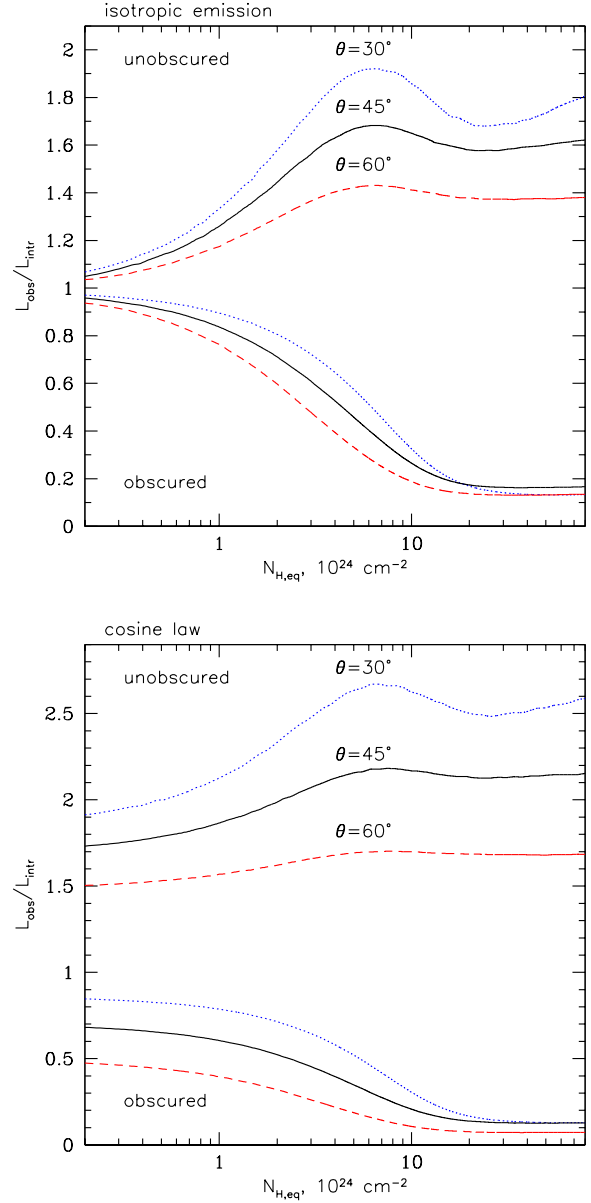 isotropic emission
2
1.8
1.6
1.4
1.2
1
0.8
0.6
0.4
0.2
0
L_obs/L_intr
unobscured
θ=30°
θ=45°
θ=60°
obscured
1 10
N_H,eq, 10^24 cm^-2
cosine law
2.5
2
1.5
1
0.5
0
L_obs/L_intr
unobscured
θ=30°
θ=45°
θ=60°
obscured
1 10
N_H,eq, 10^24 cm^-2